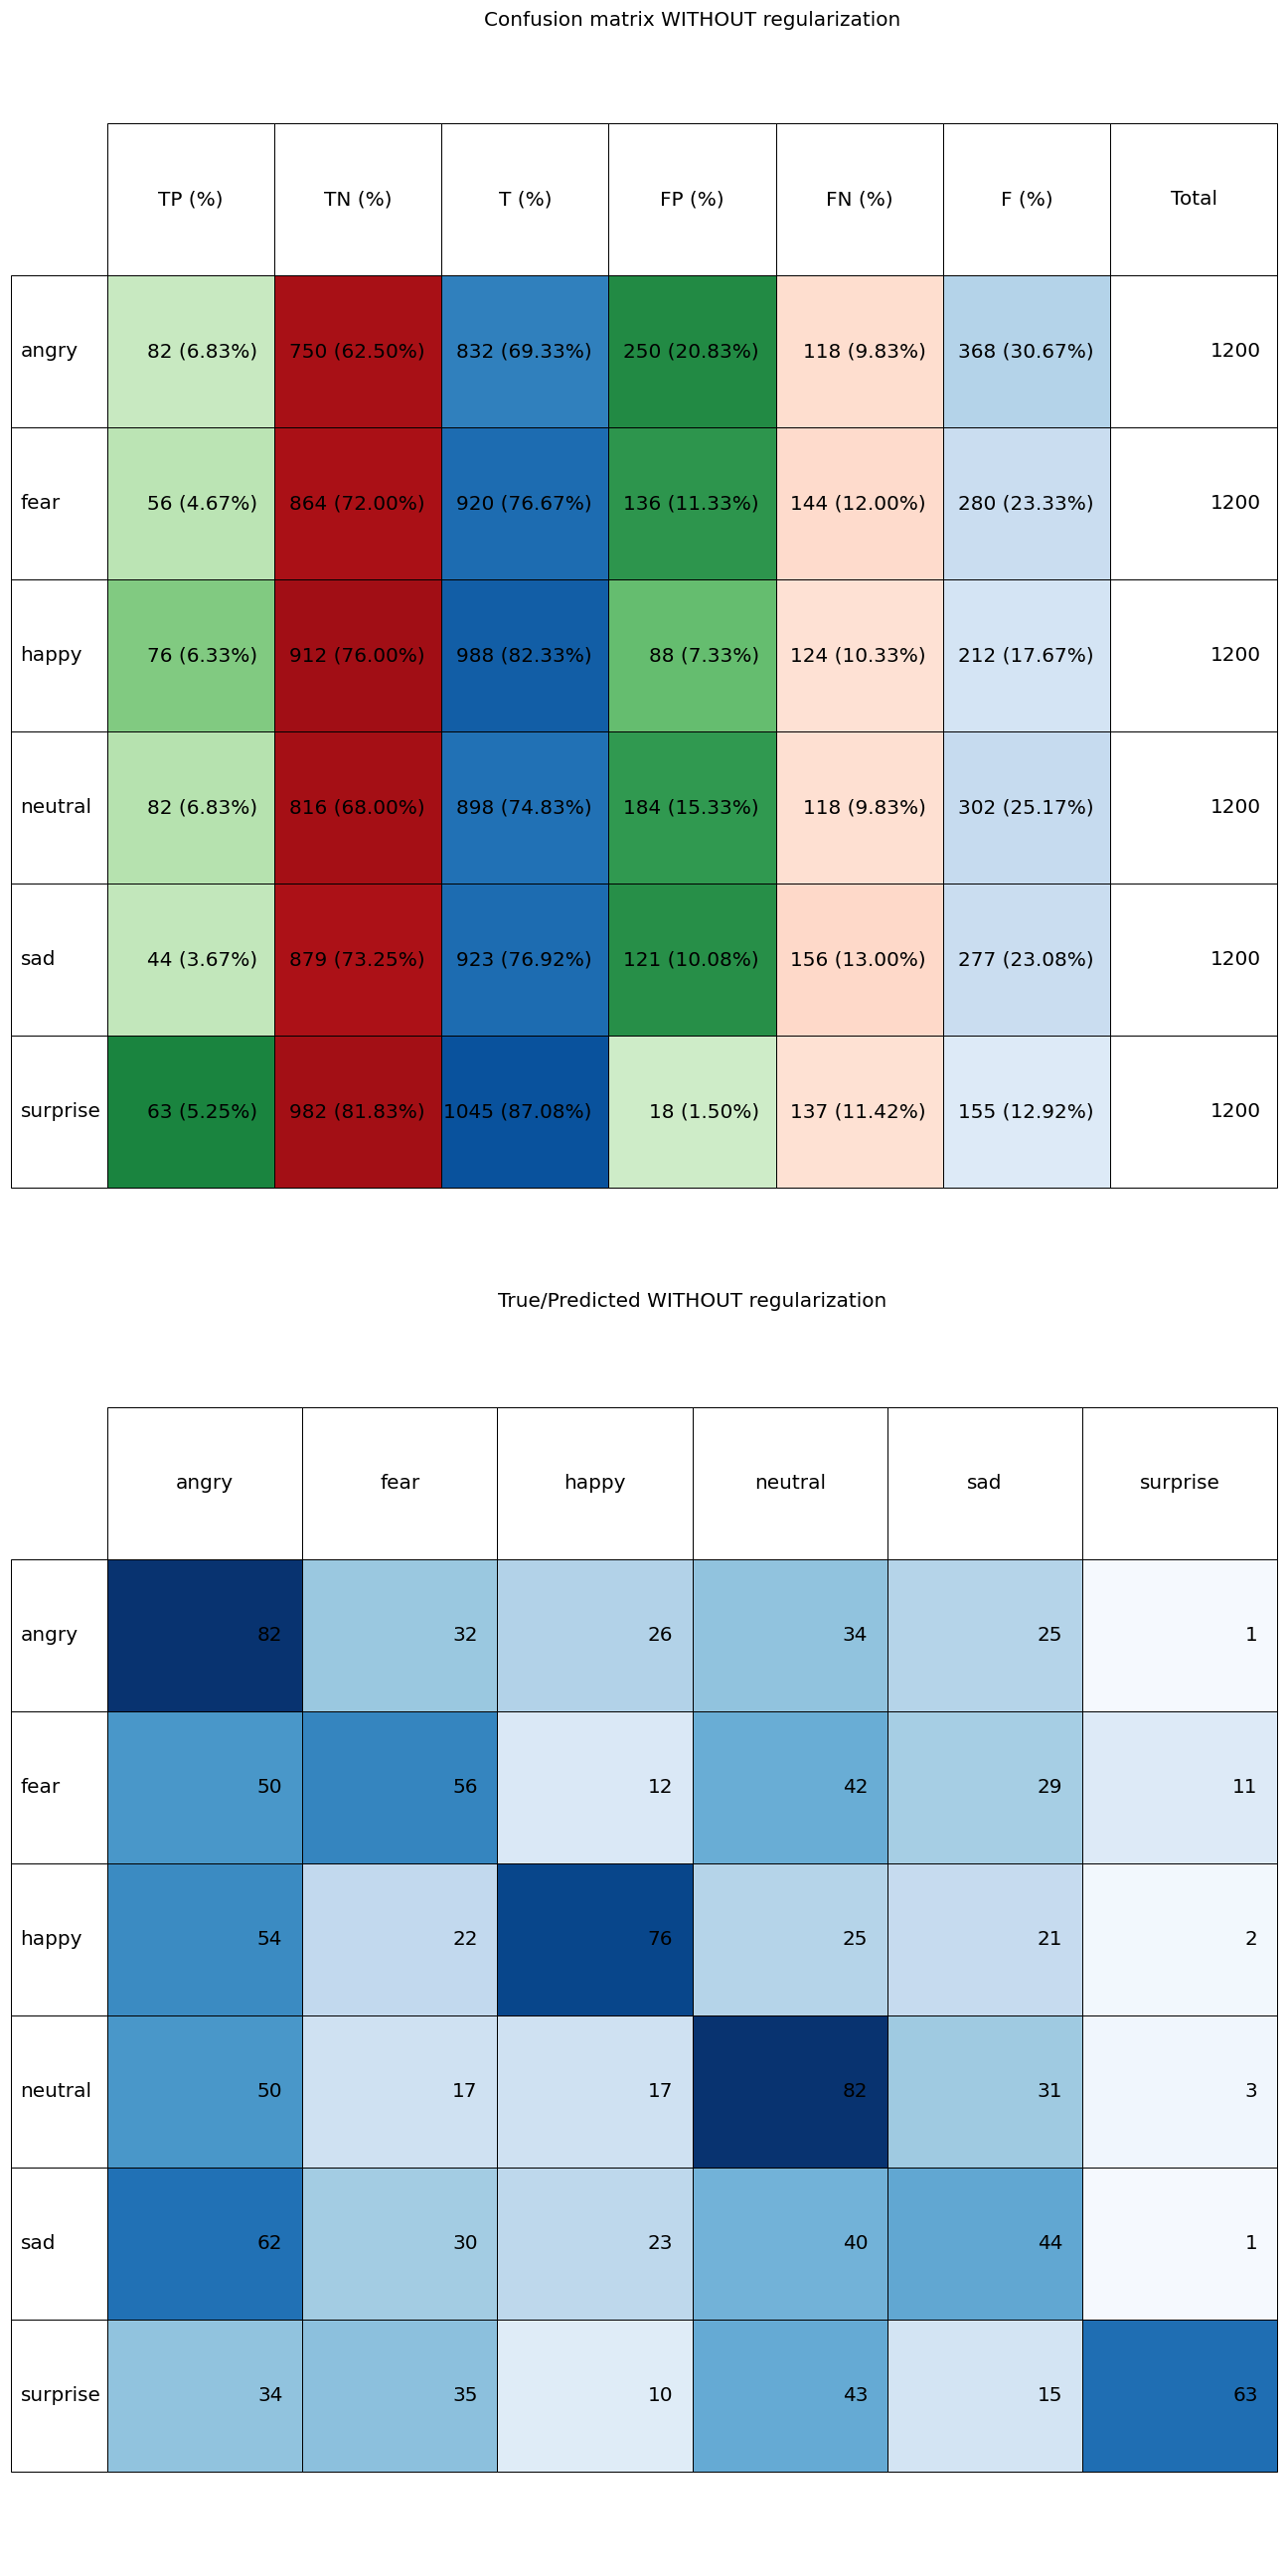 Confusion matrix WITHOUT regularization
TP (%) TN (%) T (%) FP (%) FN (%) F (%) Total
angry 82 (6.83%) 750 (62.50%) 832 (69.33%) 250 (20.83%) 118 (9.83%) 368 (30.67%) 1200
fear 56 (4.67%) 864 (72.00%) 920 (76.67%) 136 (11.33%) 144 (12.00%) 280 (23.33%) 1200
happy 76 (6.33%) 912 (76.00%) 988 (82.33%) 88 (7.33%) 124 (10.33%) 212 (17.67%) 1200
neutral 82 (6.83%) 816 (68.00%) 898 (74.83%) 184 (15.33%) 118 (9.83%) 302 (25.17%) 1200
sad 44 (3.67%) 879 (73.25%) 923 (76.92%) 121 (10.08%) 156 (13.00%) 277 (23.08%) 1200
surprise 63 (5.25%) 982 (81.83%) 1045 (87.08%) 18 (1.50%) 137 (11.42%) 155 (12.92%) 1200
True/Predicted WITHOUT regularization
angry fear happy neutral sad surprise
angry 82 32 26 34 25 1
fear 50 56 12 42 29 11
happy 54 22 76 25 21 2
neutral 50 17 17 82 31 3
sad 62 30 23 40 44 1
surprise 34 35 10 43 15 63